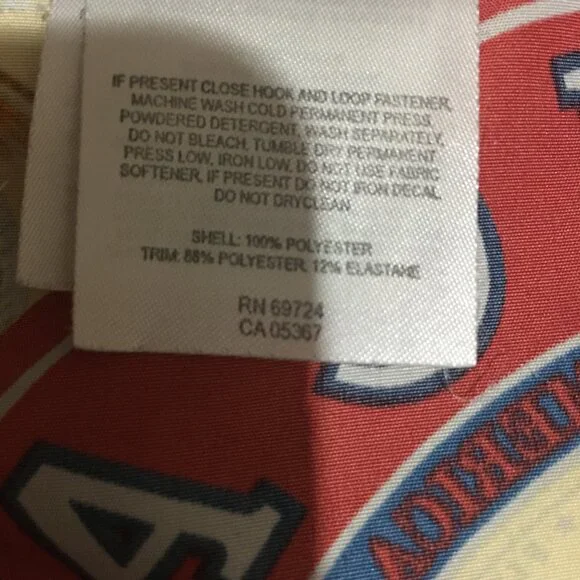 IF PRESENT CLOSE HOOK AND LOOP FASTENER,
MACHINE WASH COLD PERMANENT PRESS,
POWDERED DETERGENT, WASH SEPARATELY,
DO NOT BLEACH, TUMBLE DRY PERMANENT
PRESS LOW, IRON LOW, DO NOT USE FABRIC
SOFTENER, IF PRESENT DO NOT IRON DECAL,
DO NOT DRYCLEAN
SHELL: 100% POLYESTER
TRIM: 88% POLYESTER, 12% ELASTANE
RN 69724
CA 05367